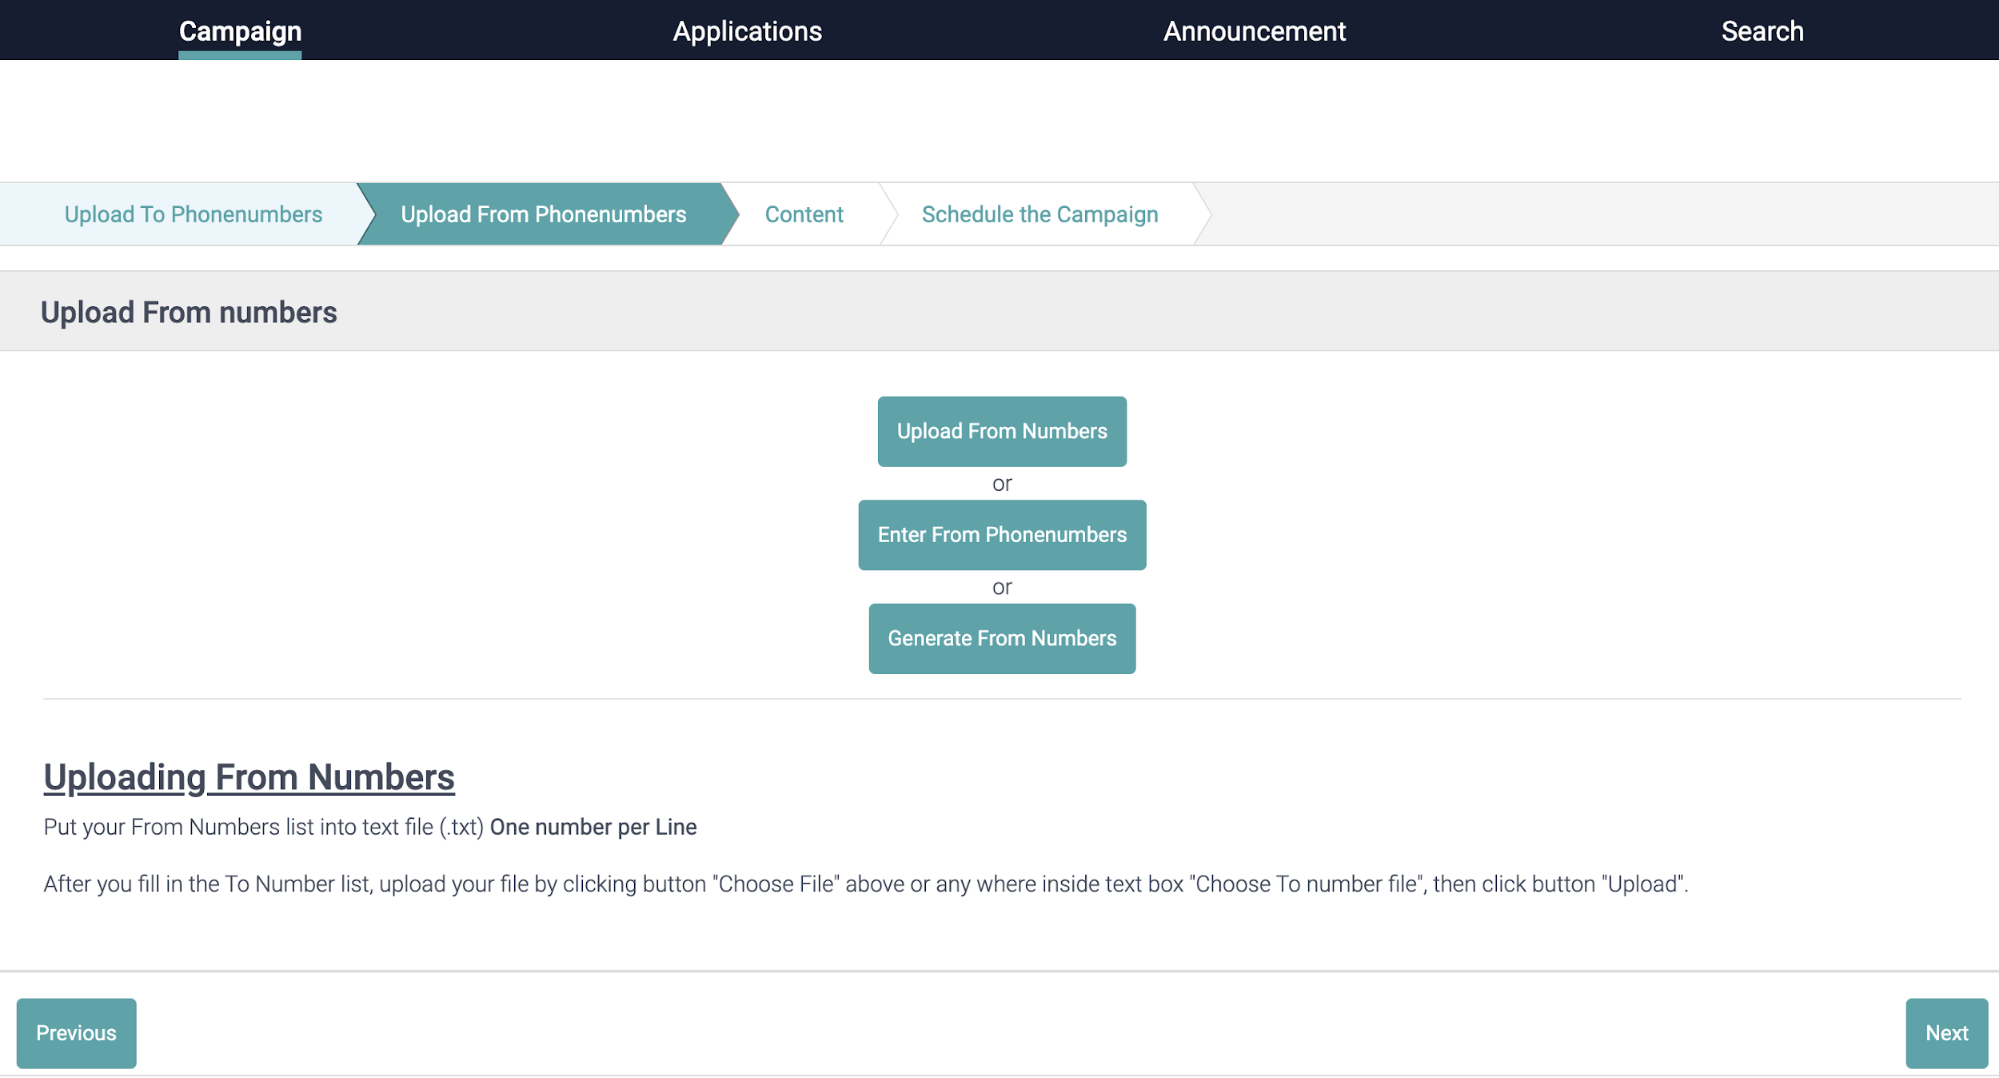 Campaign Applications Announcement Search
Upload To Phonenumbers Upload From Phonenumbers Content Schedule the Campaign
Upload From numbers
Upload From Numbers
or
Enter From Phonenumbers
or
Generate From Numbers
Uploading From Numbers
Put your From Numbers list into text file (.txt) One number per Line
After you fill in the To Number list, upload your file by clicking button "Choose File" above or any where inside text box "Choose To number file", then click button "Upload".
Previous Next